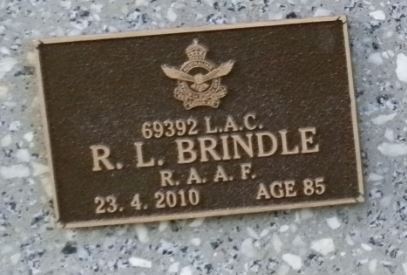 69392 L.A.C.
R. L. BRINDLE
R. A. A. F.
23. 4. 2010 AGE 85